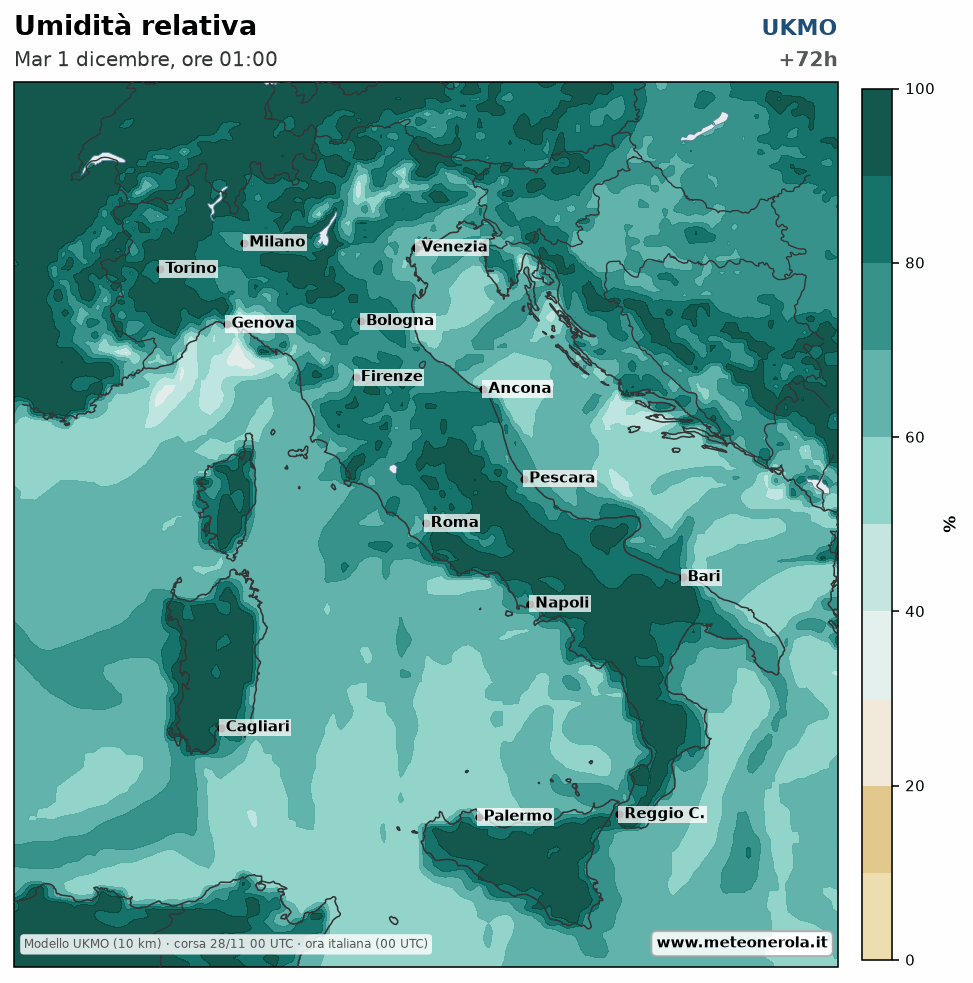 Umidità relativa
UKMO
Mar 1 dicembre, ore 01:00
+72h
100
80
60
40
20
0
%
Milano
Venezia
Torino
Genova
Bologna
Firenze
Ancona
Pescara
Roma
Bari
Napoli
Cagliari
Palermo
Reggio C.
Modello UKMO (10 km) · corsa 28/11 00 UTC · ora italiana (00 UTC)
www.meteonerola.it